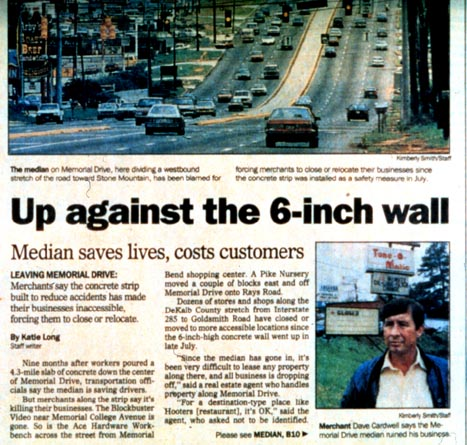 Arby's
Roast
Beef
Sandwich
Kimberly Smith/Staff
The median on Memorial Drive, here dividing a westbound
stretch of the road toward Stone Mountain, has been blamed for
forcing merchants to close or relocate their businesses since
the concrete strip was installed as a safety measure in July.
Up against the 6-inch wall
Median saves lives, costs customers
LEAVING MEMORIAL DRIVE:
Merchants say the concrete strip
built to reduce accidents has made
their businesses inaccessible,
forcing them to close or relocate.
By Katie Long
Staff writer
Nine months after workers poured a
4.3-mile slab of concrete down the center
of Memorial Drive, transportation offi-
cials say the median is saving drivers.
But merchants along the strip say it's
killing their businesses. The Blockbuster
Video near Memorial College Avenue is
gone. So is the Ace Hardware Work-
bench across the street from Memorial
Bend shopping center. A Pike Nursery
moved a couple of blocks east and off
Memorial Drive onto Rays Road.
Dozens of stores and shops along the
DeKalb County stretch from Interstate
285 to Goldsmith Road have closed or
moved to more accessible locations since
the 6-inch-high concrete wall went up in
late July.
"Since the median has gone in, it's
been very difficult to lease any property
along there, and all business is dropping
off," said a real estate agent who handles
property along Memorial Drive.
"For a destination-type place like
Hooters [restaurant], it's OK," said the
agent, who asked not to be identified.
Please see MEDIAN, B10 ►
Tune-O-
Matic
CLOSED
Kimberly Smith/Staff
Merchant Dave Cardwell says the Me-
morial Drive median ruined his business.